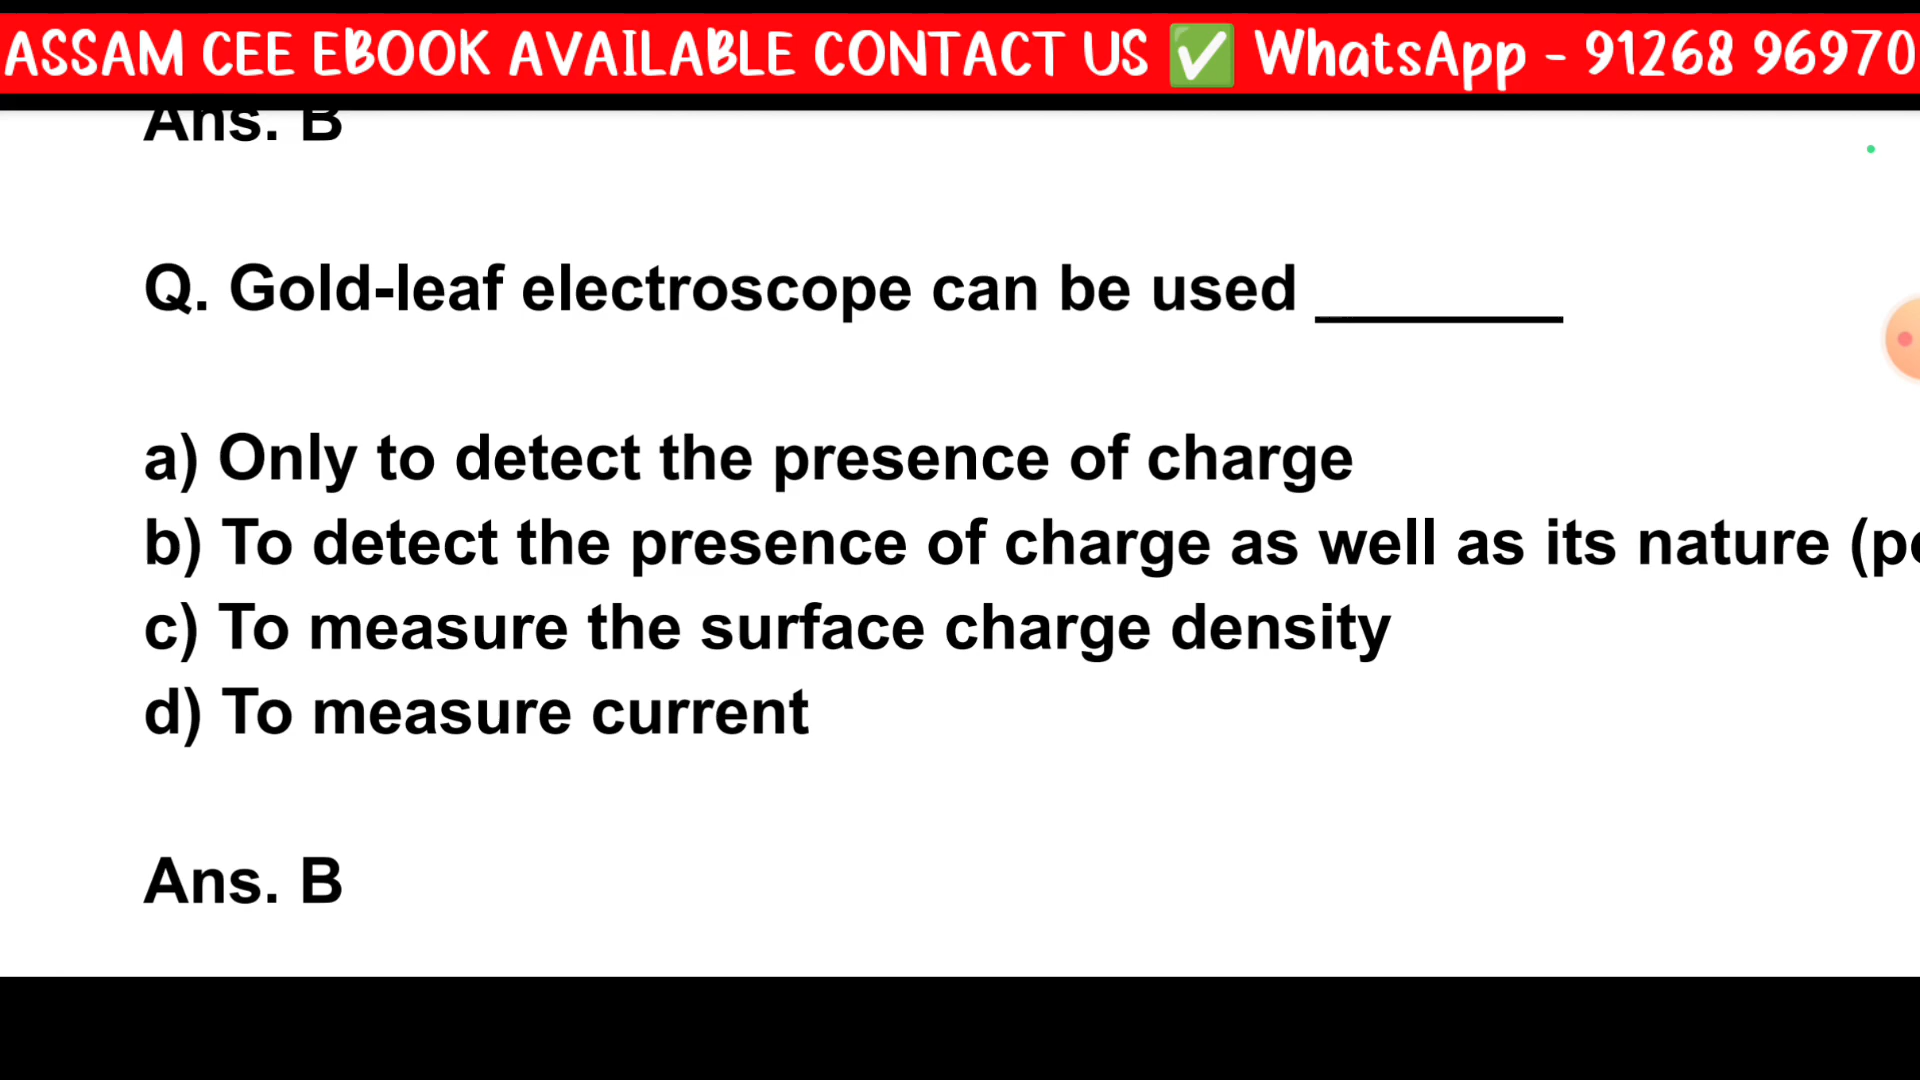 ASSAM CEE EBOOK AVAILABLE CONTACT US ✅ WhatsApp - 91268 96970
Ans. B
Q. Gold-leaf electroscope can be used _______
a) Only to detect the presence of charge
b) To detect the presence of charge as well as its nature (
c) To measure the surface charge density
d) To measure current
Ans. B